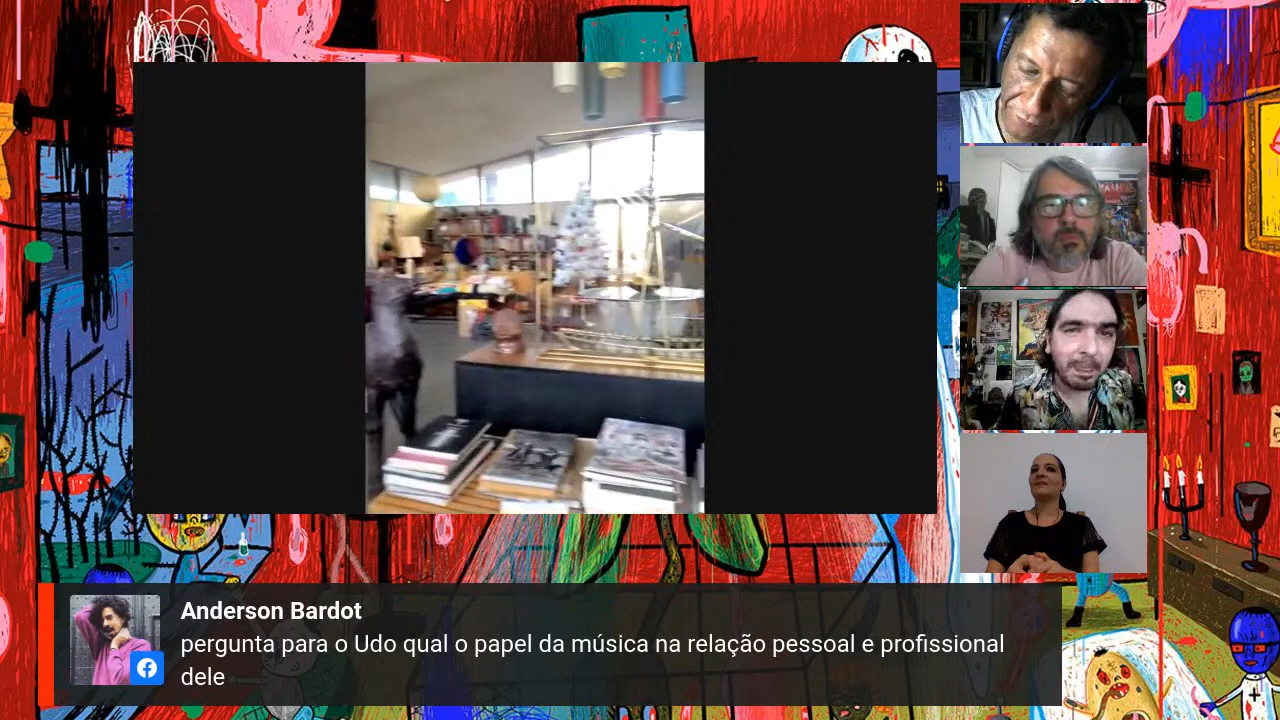 Anderson Bardot
pergunta para o Udo qual o papel da música na relação pessoal e profissional
dele